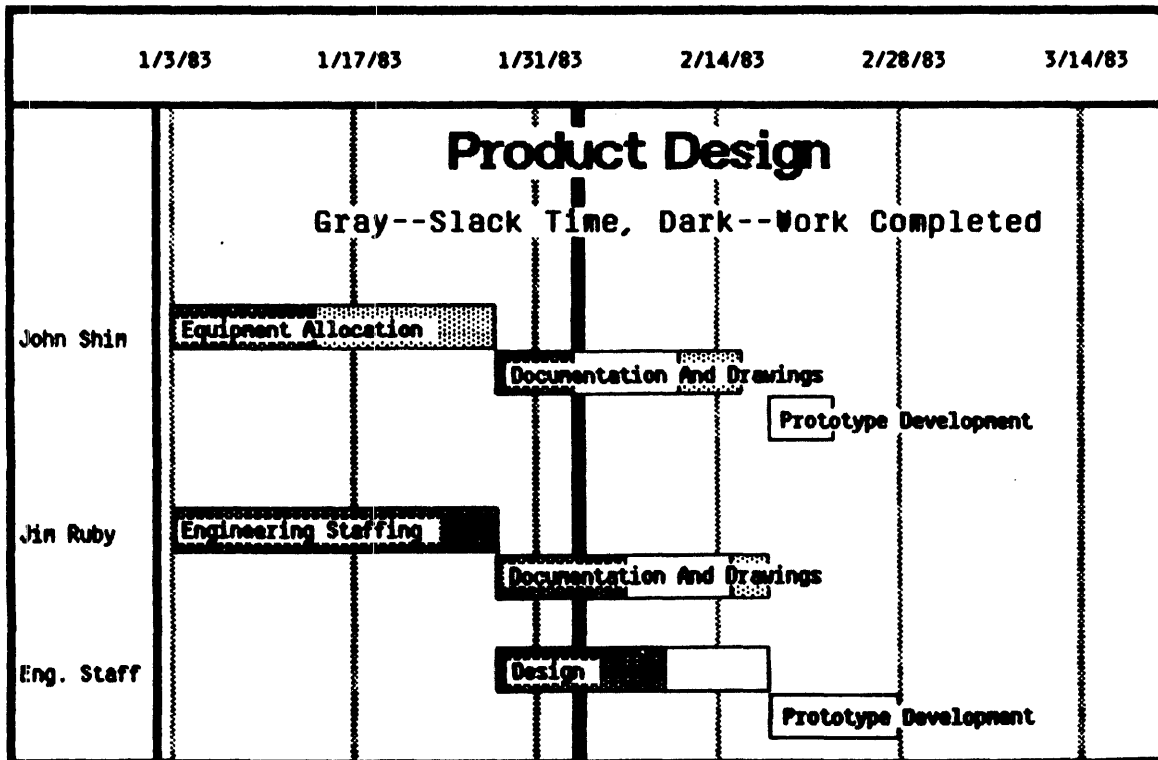 1/3/83 1/17/83 1/31/83 2/14/83 2/28/83 3/14/83
Product Design
Gray--Slack Time, Dark--Work Completed
John Shim
Equipment Allocation
Documentation And Drawings
Prototype Development
Jim Ruby
Engineering Staffing
Documentation And Drawings
Eng. Staff
Design
Prototype Development